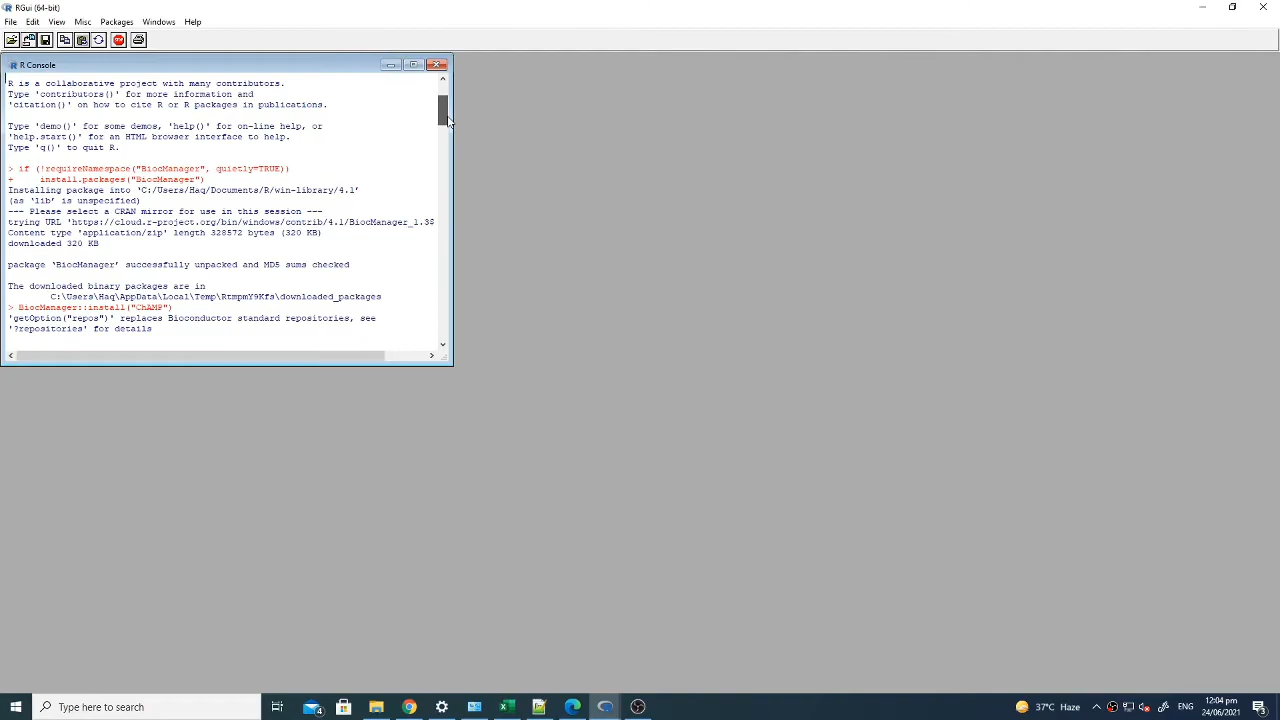 RGui (64-bit)
File Edit View Misc Packages Windows Help
STOP
R Console
R is a collaborative project with many contributors.
Type 'contributors()' for more information and
'citation()' on how to cite R or R packages in publications.
Type 'demo()' for some demos, 'help()' for on-line help, or
'help.start()' for an HTML browser interface to help.
Type 'q()' to quit R.
> if (!requireNamespace("BiocManager", quietly=TRUE))
+     install.packages("BiocManager")
Installing package into ‘C:/Users/Haq/Documents/R/win-library/4.1’
(as ‘lib’ is unspecified)
--- Please select a CRAN mirror for use in this session ---
trying URL 'https://cloud.r-project.org/bin/windows/contrib/4.1/BiocManager_1.3$
Content type 'application/zip' length 328572 bytes (320 KB)
downloaded 320 KB
package ‘BiocManager’ successfully unpacked and MD5 sums checked
The downloaded binary packages are in
C:\Users\Haq\AppData\Local\Temp\RtmpmY9Kfs\downloaded_packages
> BiocManager::install("ChAMP")
'getOption("repos")' replaces Bioconductor standard repositories, see
'?repositories' for details
Type here to search
4
37°C Haze
ENG
12:04 pm
24/06/2021